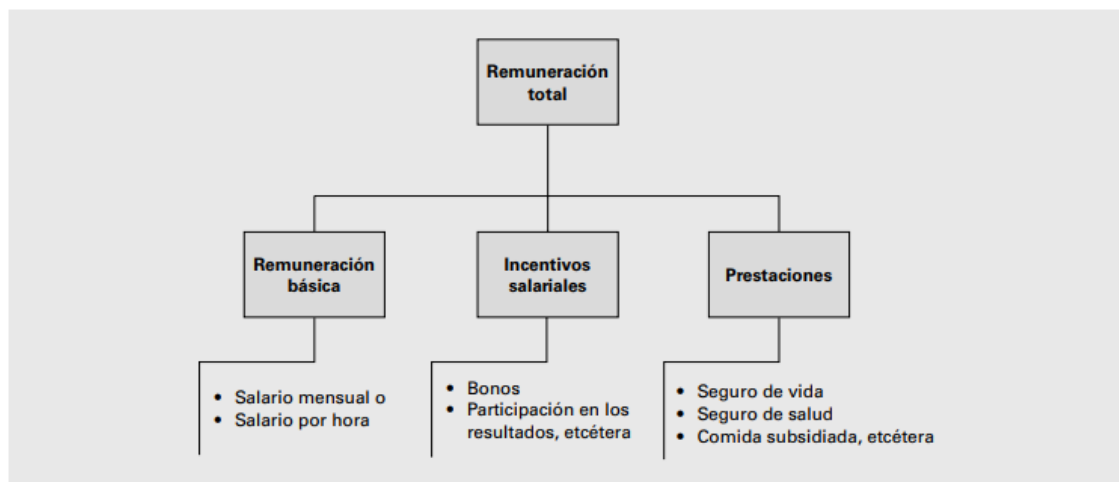 Remuneración
total
Remuneración
básica
Incentivos
salariales
Prestaciones
• Salario mensual o
• Salario por hora
• Bonos
• Participación en los
resultados, etcétera
• Seguro de vida
• Seguro de salud
• Comida subsidiada, etcétera